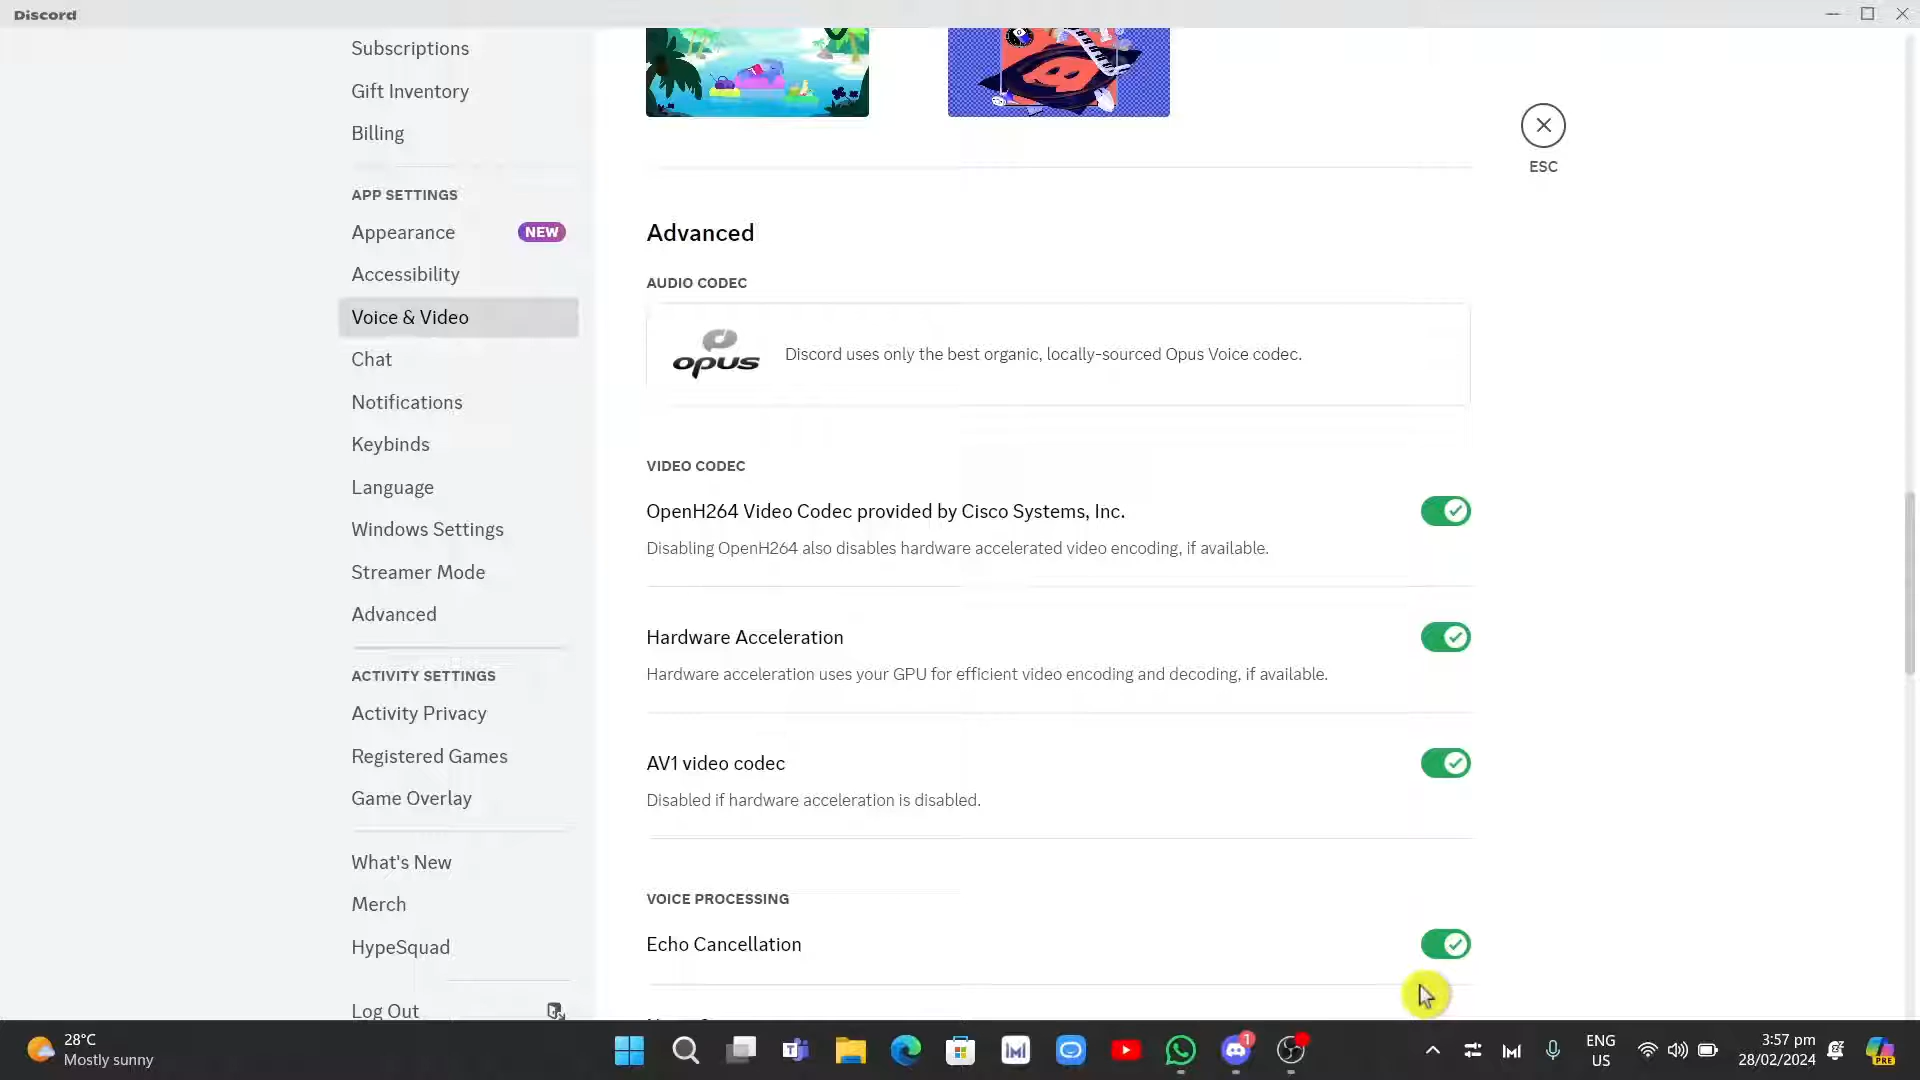 Discord
Subscriptions
Gift Inventory
Billing
APP SETTINGS
Appearance
NEW
Accessibility
Voice & Video
Chat
Notifications
Keybinds
Language
Windows Settings
Streamer Mode
Advanced
ACTIVITY SETTINGS
Activity Privacy
Registered Games
Game Overlay
What's New
Merch
HypeSquad
Log Out
ESC
Advanced
AUDIO CODEC
opus
Discord uses only the best organic, locally-sourced Opus Voice codec.
VIDEO CODEC
OpenH264 Video Codec provided by Cisco Systems, Inc.
Disabling OpenH264 also disables hardware accelerated video encoding, if available.
Hardware Acceleration
Hardware acceleration uses your GPU for efficient video encoding and decoding, if available.
AV1 video codec
Disabled if hardware acceleration is disabled.
VOICE PROCESSING
Echo Cancellation
28°C
Mostly sunny
1
ENG
US
3:57 pm
28/02/2024
PRE